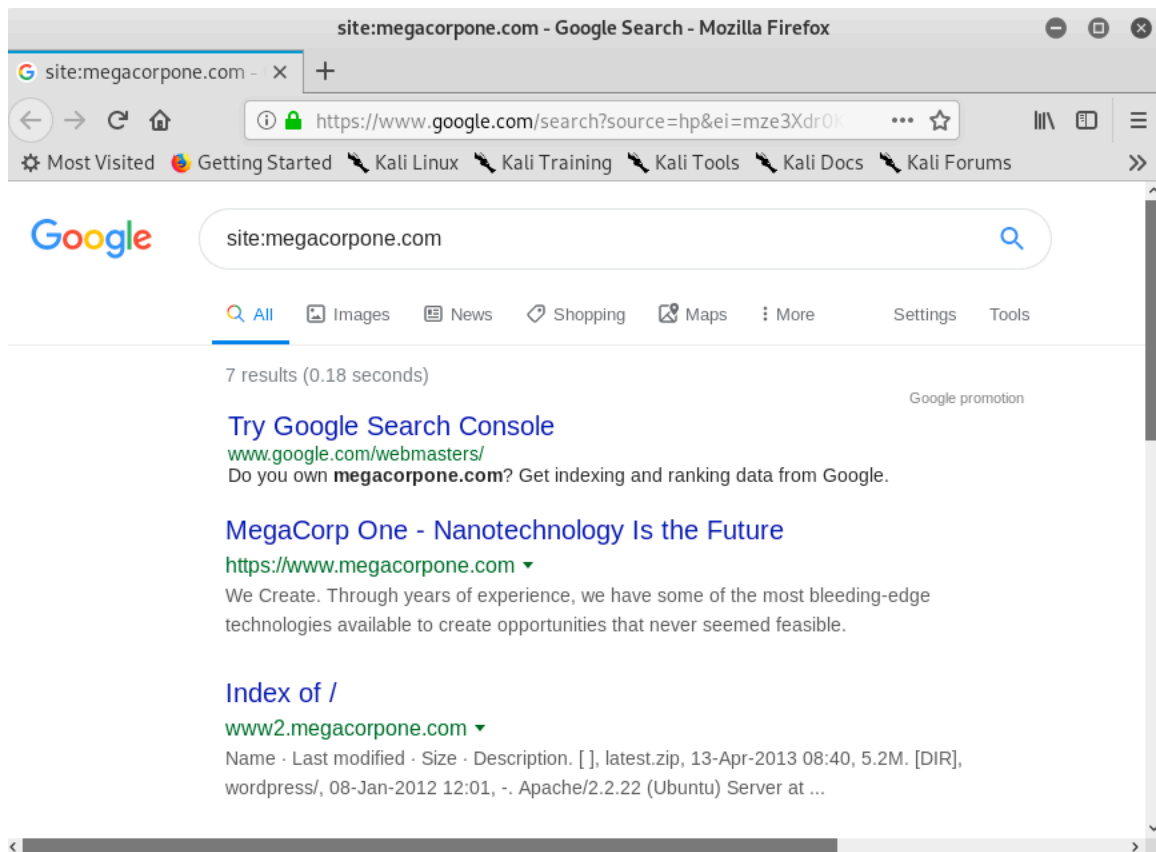 site:megacorpone.com - Google Search - Mozilla Firefox
site:megacorpone.com -
https://www.google.com/search?source=hp&ei=mze3Xdr0K
Most Visited Getting Started Kali Linux Kali Training Kali Tools Kali Docs Kali Forums
Google site:megacorpone.com
All Images News Shopping Maps More Settings Tools
7 results (0.18 seconds)
Google promotion
Try Google Search Console
www.google.com/webmasters/
Do you own megacorpone.com? Get indexing and ranking data from Google.
MegaCorp One - Nanotechnology Is the Future
https://www.megacorpone.com
We Create. Through years of experience, we have some of the most bleeding-edge
technologies available to create opportunities that never seemed feasible.
Index of /
www2.megacorpone.com
Name · Last modified · Size · Description. [ ], latest.zip, 13-Apr-2013 08:40, 5.2M. [DIR],
wordpress/, 08-Jan-2012 12:01, -. Apache/2.2.22 (Ubuntu) Server at ...